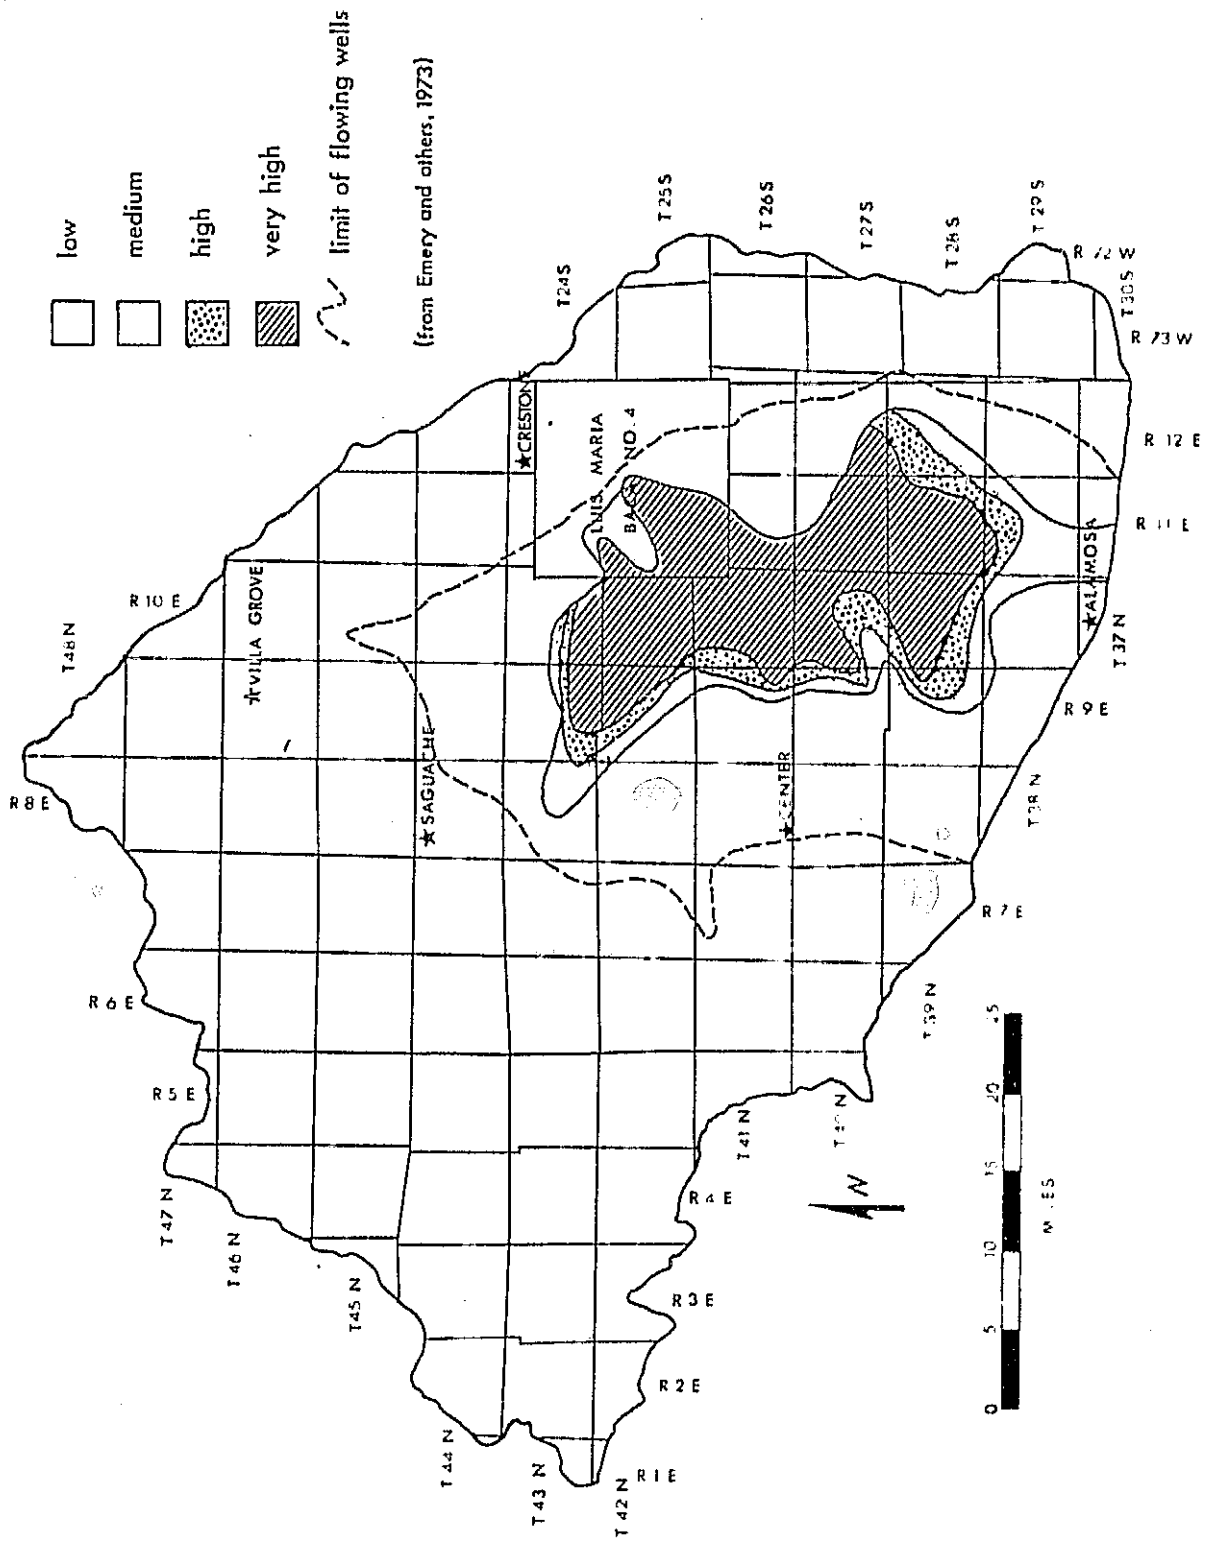 low
medium
high
very high
limit of flowing wells
(from Emery and others, 1973)
R 8 E
T 48 N
R 10 E
VILLA GROVE
R 6 E
R 5 E
T 47 N
T 46 N
T 45 N
T 44 N
T 43 N
T 42 N
R 1 E
R 2 E
R 3 E
R 4 E
T 41 N
T 39 N
R 7 E
T 38 N
R 9 E
T 37 N
SAGUACHE
CENTER
CRESTONE
LUIS MARIA
NO. 4
ALAMOSA
T 24 S
T 25 S
T 26 S
T 27 S
T 28 S
T 29 S
T 30 S
R 72 W
R 73 W
R 12 E
R 11 E
N
0 5 10 15 20